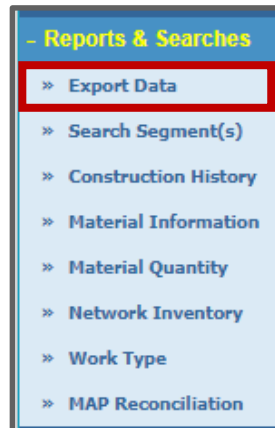 - Reports & Searches
» Export Data
» Search Segment(s)
» Construction History
» Material Information
» Material Quantity
» Network Inventory
» Work Type
» MAP Reconciliation